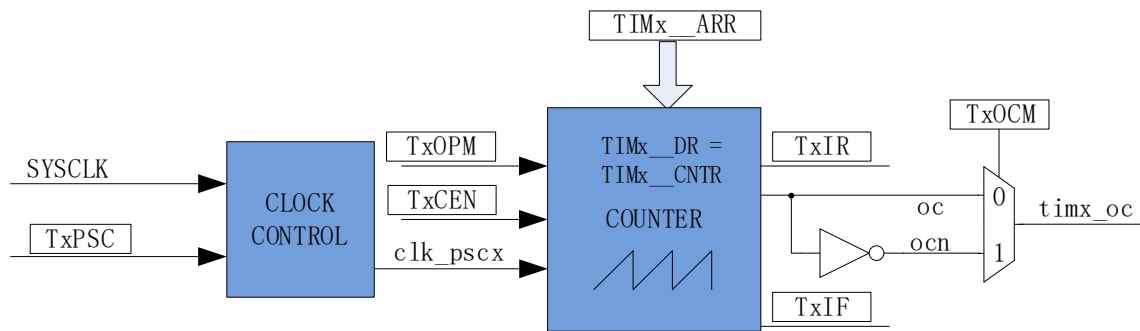 TIMx__ARR
SYSCLK
TxPSC
CLOCK
CONTROL
TxOPM
TxCEN
clk_pscx
TIMx__DR =
TIMx__CNTR
COUNTER
TxIR
oc
ocn
TxIF
TxOCM
0
1
timx_oc